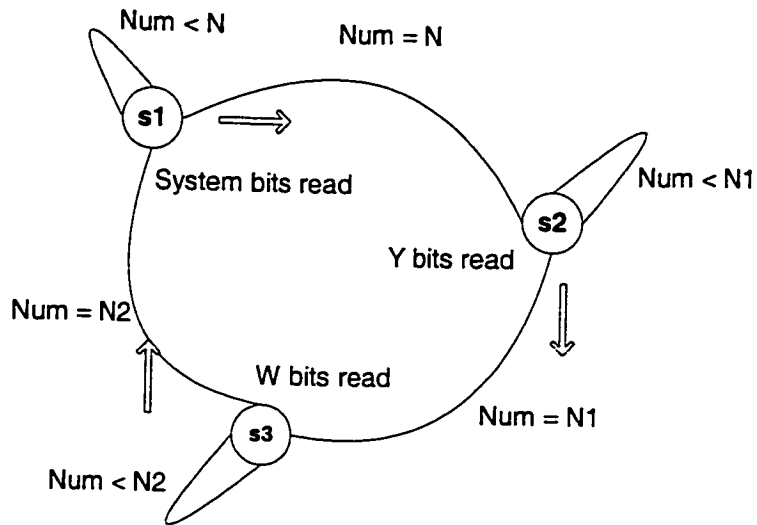 Num < N
Num = N
s1
System bits read
Num < N1
s2
Y bits read
Num = N2
W bits read
Num = N1
s3
Num < N2